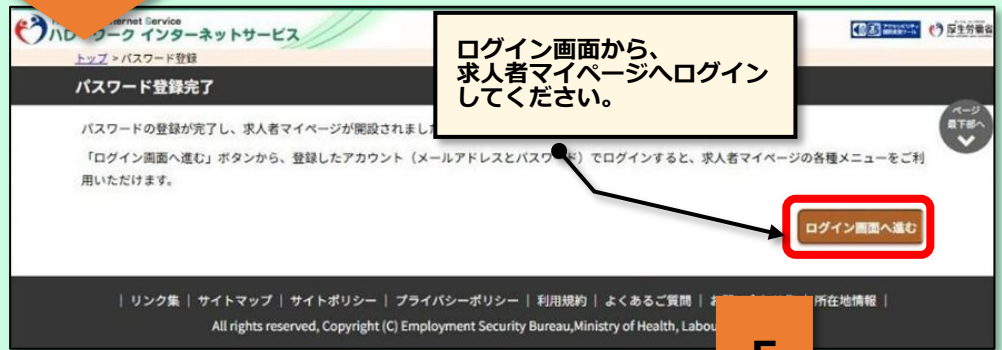 ハローワーク インターネットサービス
厚生労働省
トップ > パスワード登録
ログイン画面から、
求人者マイページへログイン
してください。
パスワード登録完了
ページ
最下部へ
パスワードの登録が完了し、求人者マイページが開設されました
「ログイン画面へ進む」ボタンから、登録したアカウント（メールアドレスとパスワード）でログインすると、求人者マイページの各種メニューをご利
用いただけます。
ログイン画面へ進む
| リンク集 | サイトマップ | サイトポリシー | プライバシーポリシー | 利用規約 | よくあるご質問 | 所在地情報 |
All rights reserved, Copyright (C) Employment Security Bureau,Ministry of Health,
5